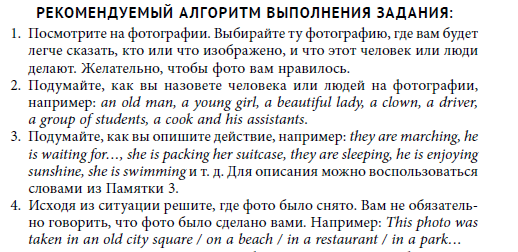 РЕКОМЕНДУЕМЫЙ АЛГОРИТМ ВЫПОЛНЕНИЯ ЗАДАНИЯ:
1. Посмотрите на фотографии. Выбирайте ту фотографию, где вам будет
легче сказать, кто или что изображено, и что этот человек или люди
делают. Желательно, чтобы фото вам нравилось.
2. Подумайте, как вы назовете человека или людей на фотографии,
например: an old man, a young girl, a beautiful lady, a clown, a driver,
a group of students, a cook and his assistants.
3. Подумайте, как вы опишите действие, например: they are marching, he
is waiting for…, she is packing her suitcase, they are sleeping, he is enjoying
sunshine, she is swimming и т. д. Для описания можно воспользоваться
словами из Памятки 3.
4. Исходя из ситуации решите, где фото было снято. Вам не обязатель-
но говорить, что фото было сделано вами. Например: This photo was
taken in an old city square / on a beach / in a restaurant / in a park…